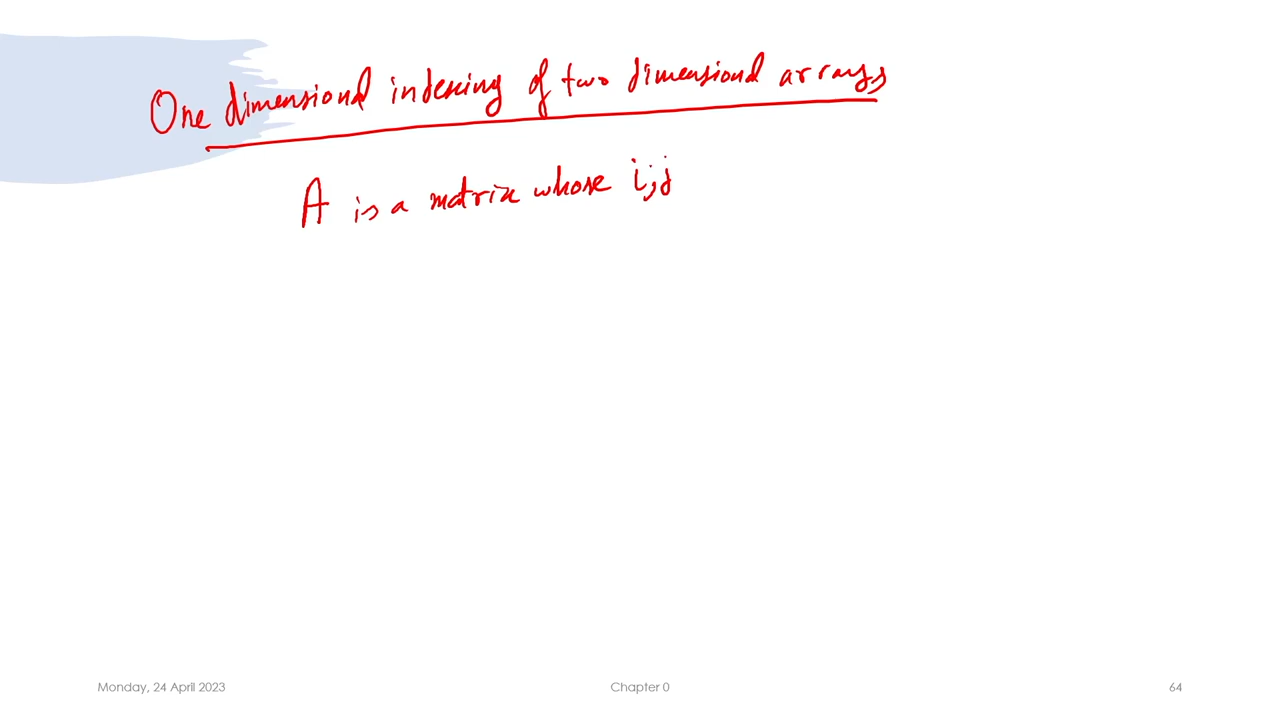 One dimensional indexing of two dimensional arrays
A is a matrix whose i,j
Monday, 24 April 2023
Chapter 0
64